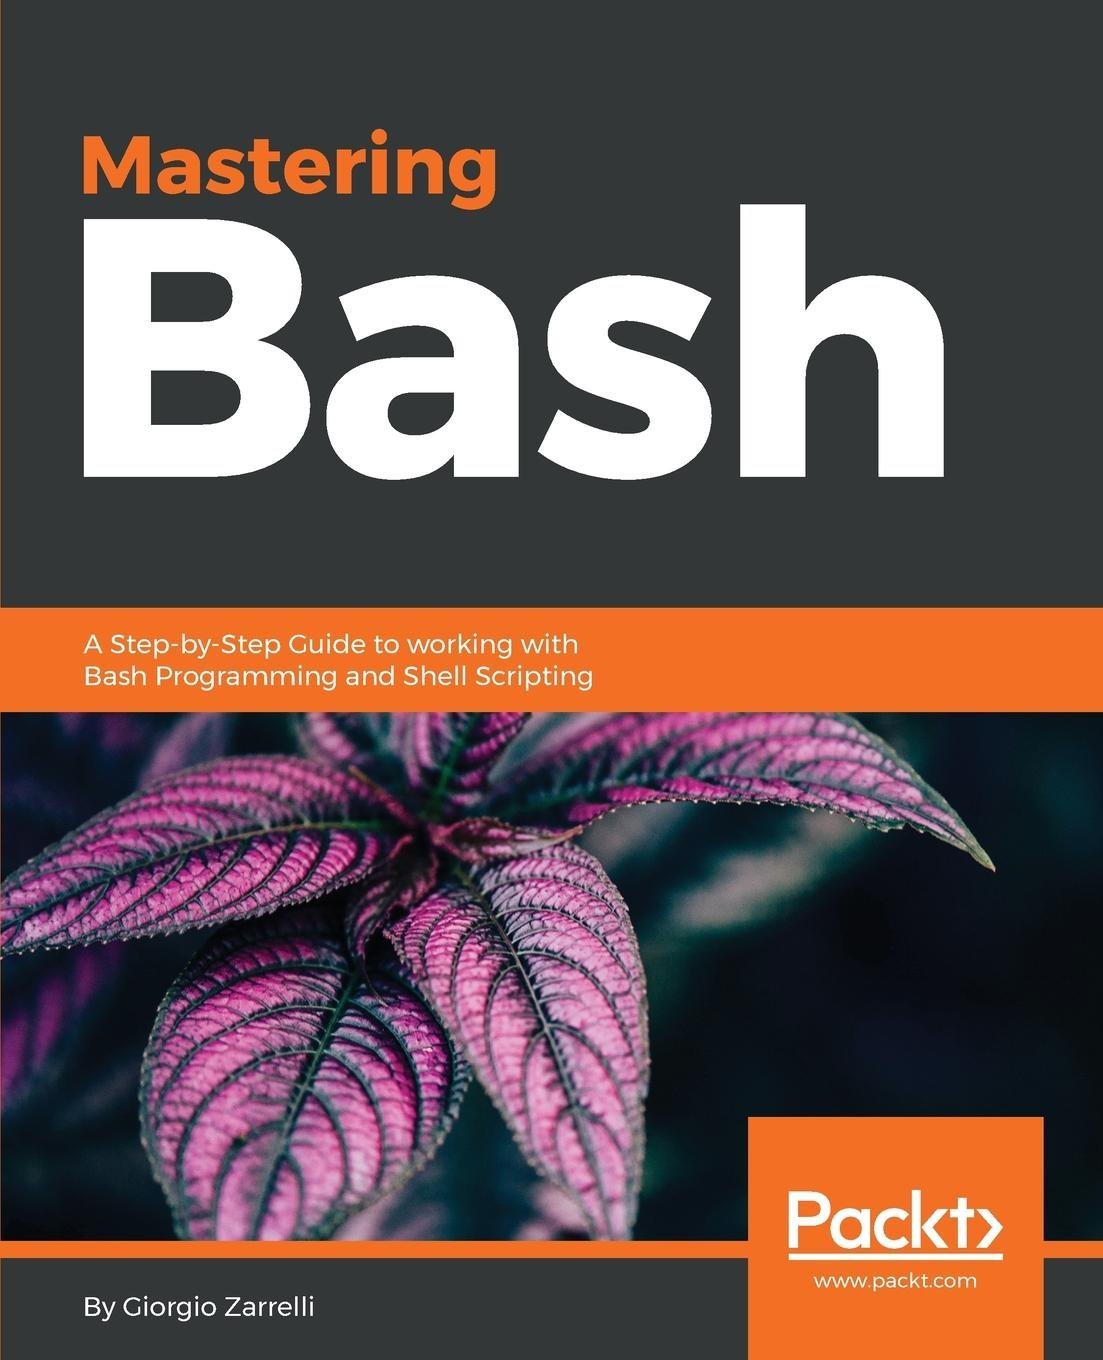 Mastering
Bash
A Step-by-Step Guide to working with
Bash Programming and Shell Scripting
Packt>
www.packt.com
By Giorgio Zarrelli